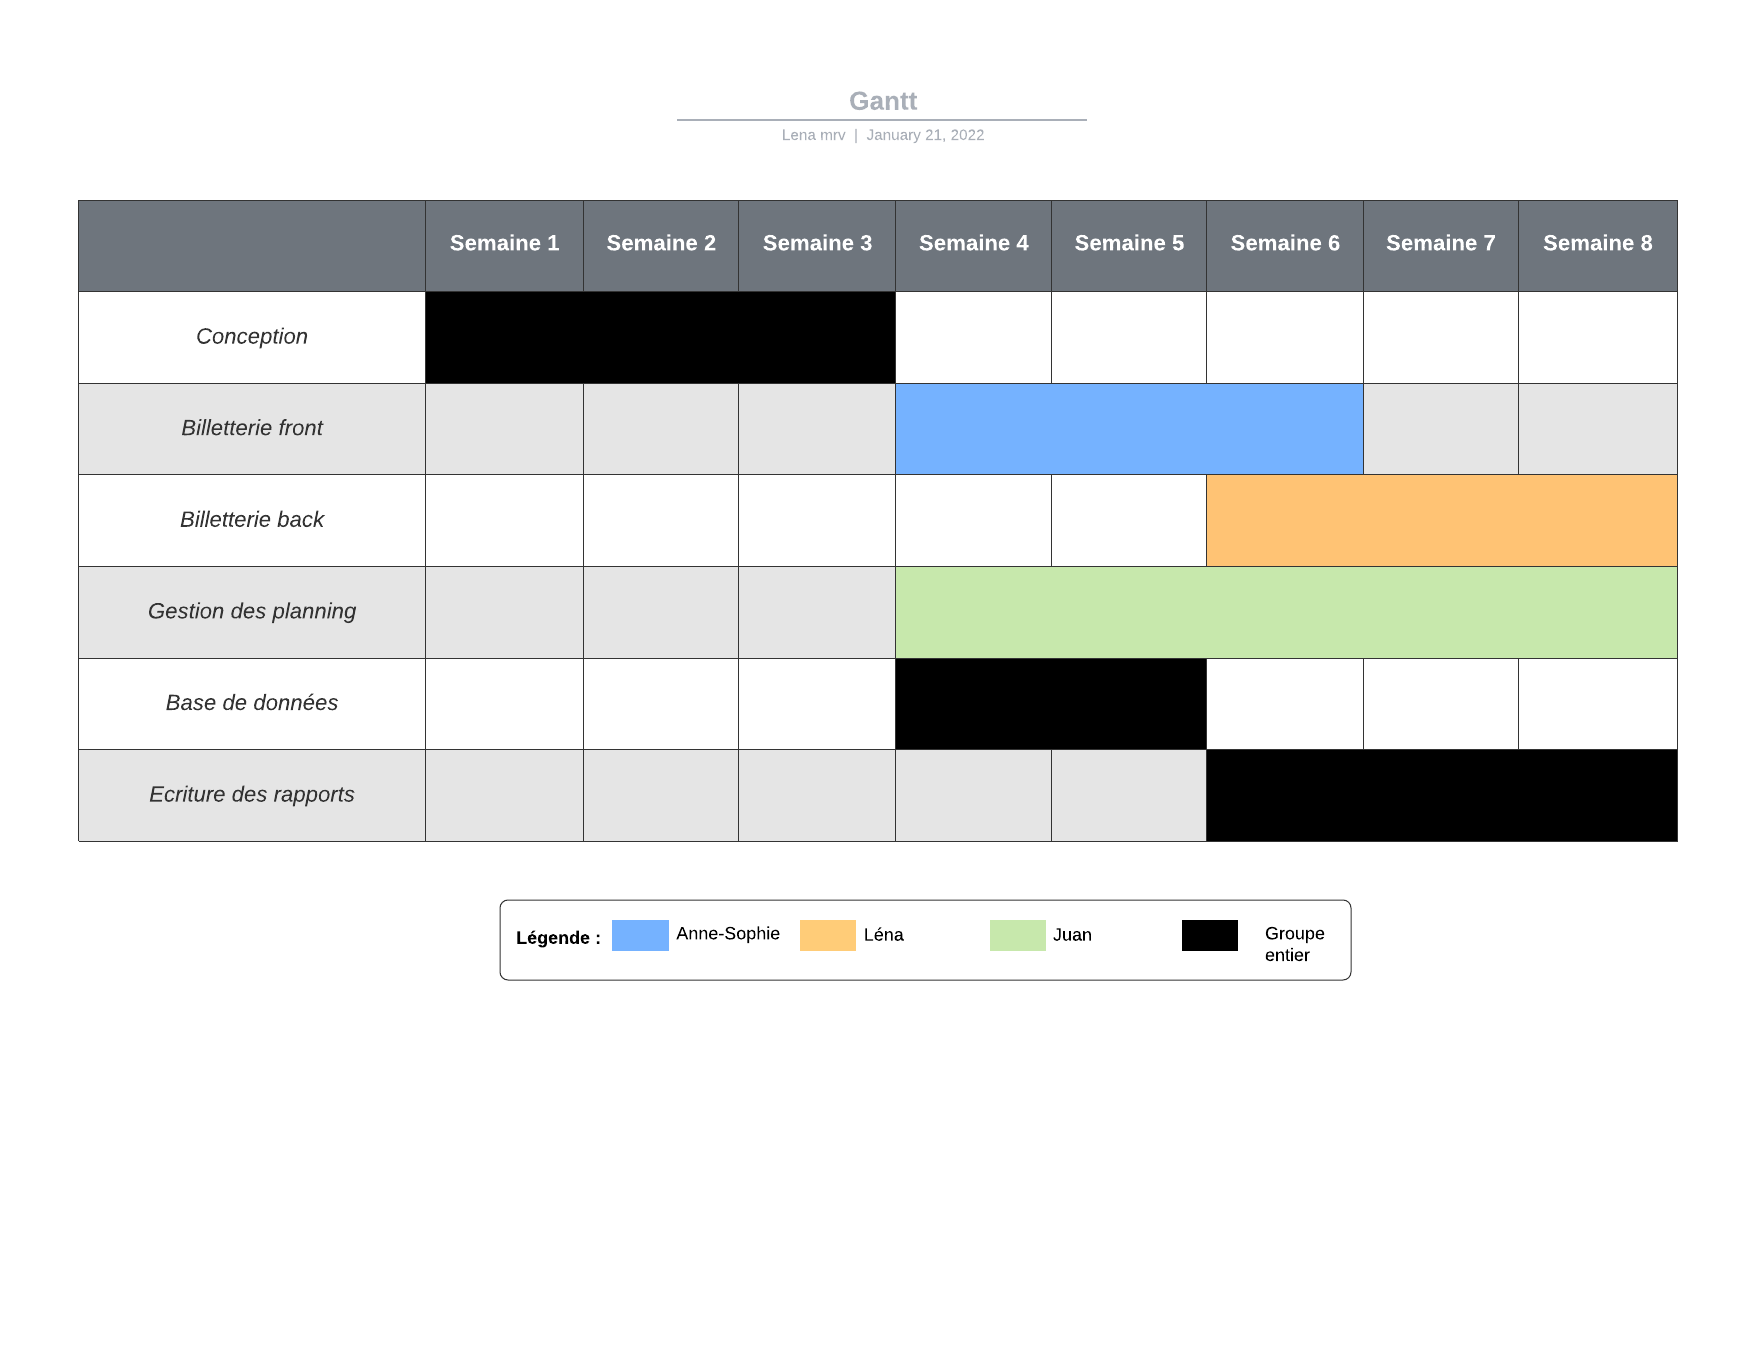 Gantt
Lena mrv | January 21, 2022
Semaine 1 Semaine 2 Semaine 3 Semaine 4 Semaine 5 Semaine 6 Semaine 7 Semaine 8
Conception
Billetterie front
Billetterie back
Gestion des planning
Base de données
Ecriture des rapports
Légende : Anne-Sophie Léna Juan Groupe
entier